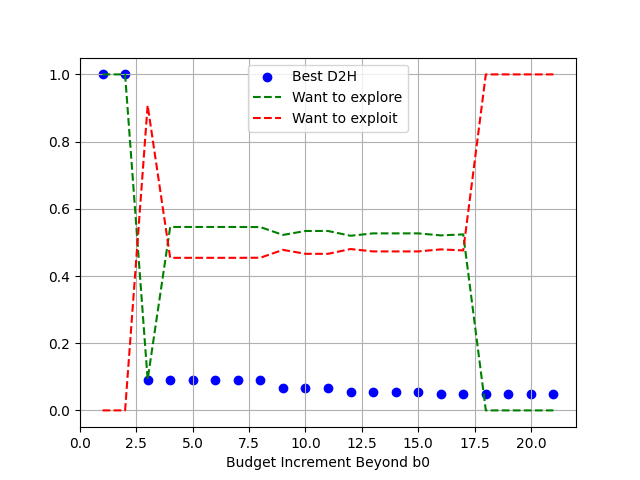 Best D2H
Want to explore
Want to exploit
1.0
0.8
0.6
0.4
0.2
0.0
0.0 2.5 5.0 7.5 10.0 12.5 15.0 17.5 20.0
Budget Increment Beyond b0